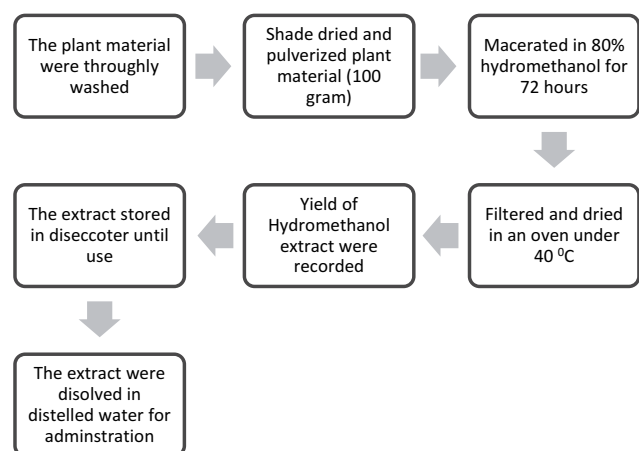 The plant material
were throughly
washed
Shade dried and
pulverized plant
material (100
gram)
Macerated in 80%
hydromethanol for
72 hours
Filtered and dried
in an oven under
40 ⁰C
Yield of
Hydromethanol
extract were
recorded
The extract stored
in diseccoter until
use
The extract were
disolved in
distelled water for
adminstration